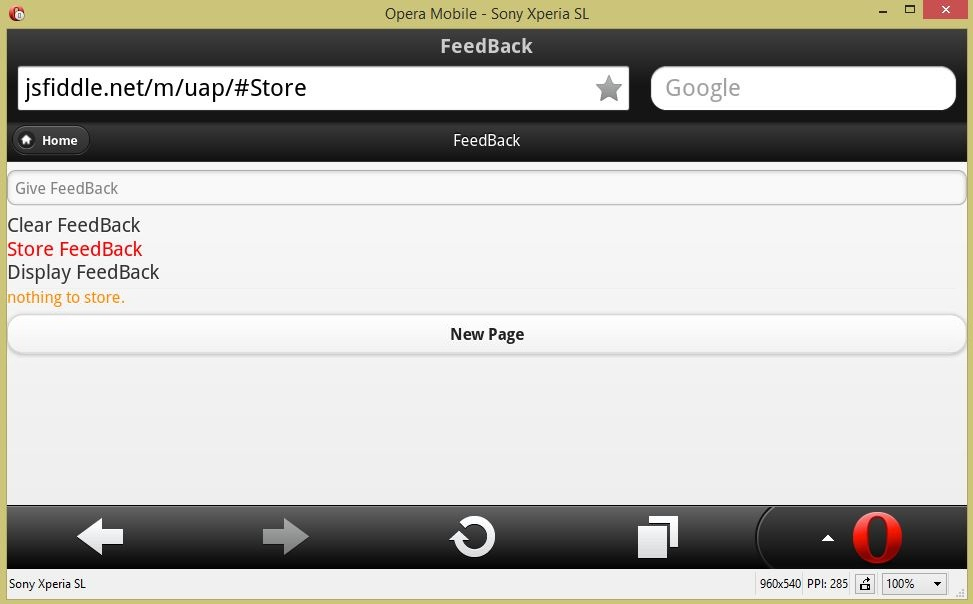 Opera Mobile - Sony Xperia SL
FeedBack
jsfiddle.net/m/uap/#Store
Google
Home
FeedBack
Give FeedBack
Clear FeedBack
Store FeedBack
Display FeedBack
nothing to store.
New Page
Sony Xperia SL
960x540 PPI: 285
100%